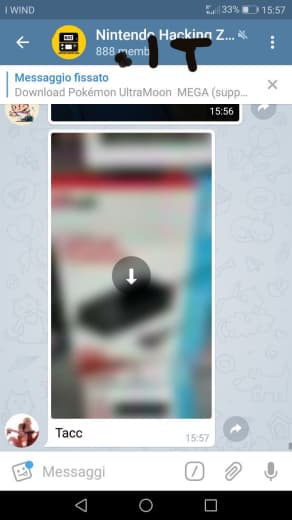 I WIND
33% 15:57
Nintendo Hacking Z...
.IT
888 memb
Messaggio fissato
Download Pokémon UltraMoon MEGA (supp...
15:56
Tacc
15:57
Messaggi